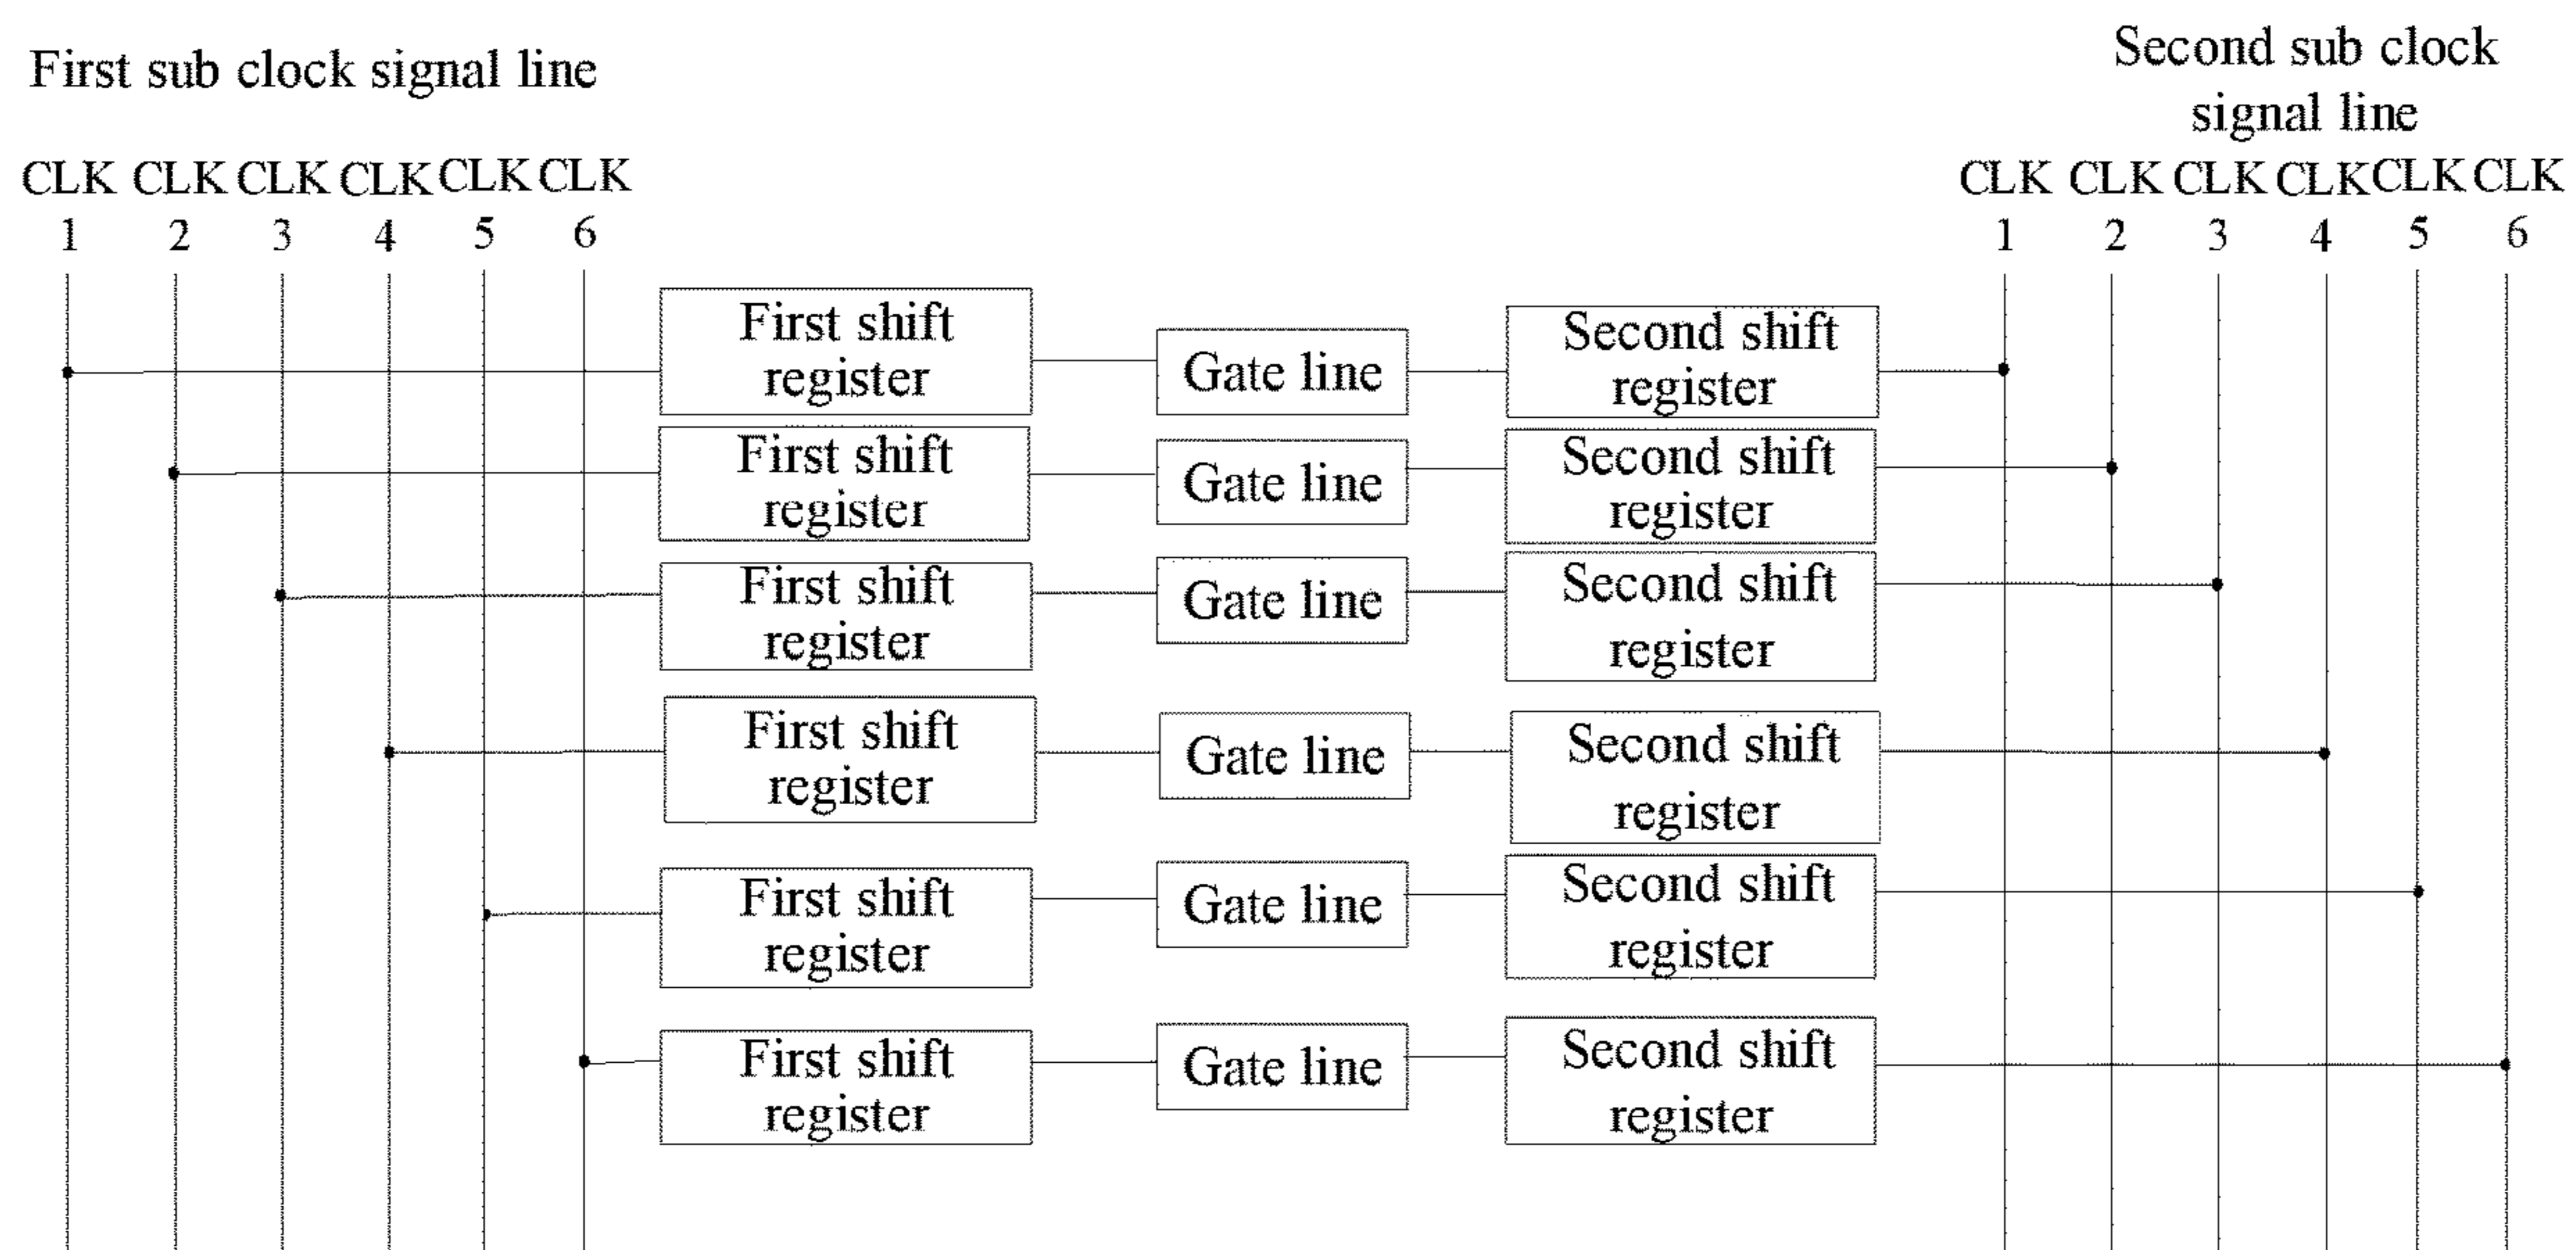 First sub clock signal line
Second sub clock
signal line
CLK CLK CLK CLK CLK CLK
1 2 3 4 5 6
CLK CLK CLK CLK CLK CLK
1 2 3 4 5 6
First shift
register
Gate line
Second shift
register
First shift
register
Gate line
Second shift
register
First shift
register
Gate line
Second shift
register
First shift
register
Gate line
Second shift
register
First shift
register
Gate line
Second shift
register
First shift
register
Gate line
Second shift
register